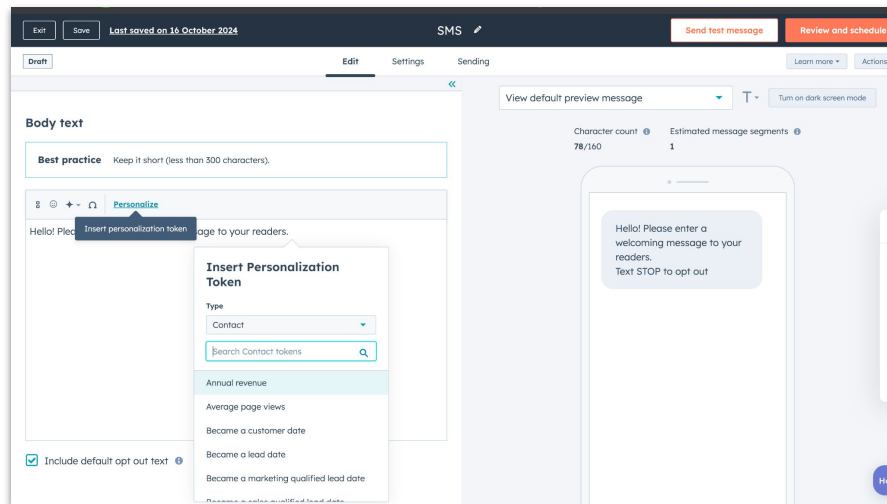 Exit
Save
Last saved on 16 October 2024
SMS
Send test message
Review and schedule
Draft
Edit
Settings
Sending
Learn more
Actions
View default preview message
Turn on dark screen mode
Character count
Estimated message segments
78/160
1
Body text
Best practice Keep it short (less than 300 characters).
Personalize
Insert personalization token
Hello! age to your readers.
Insert Personalization
Token
Type
Contact
Search Contact tokens
Annual revenue
Average page views
Became a customer date
Became a lead date
Became a marketing qualified lead date
Became a sales qualified lead date
Include default opt out text
Hello! Please enter a
welcoming message to your
readers.
Text STOP to opt out